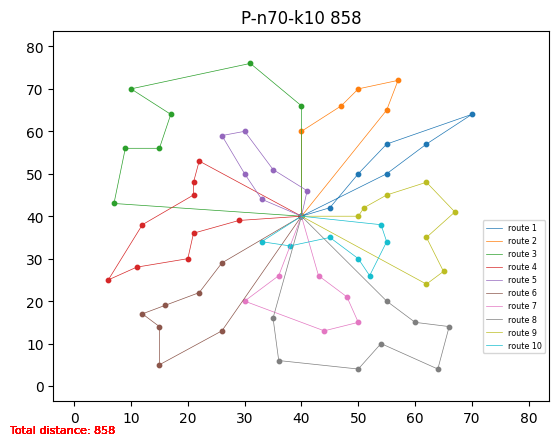 P-n70-k10 858
80
70
60
50
40
30
20
10
0
0 10 20 30 40 50 60 70 80
route 1
route 2
route 3
route 4
route 5
route 6
route 7
route 8
route 9
route 10
Total distance: 858